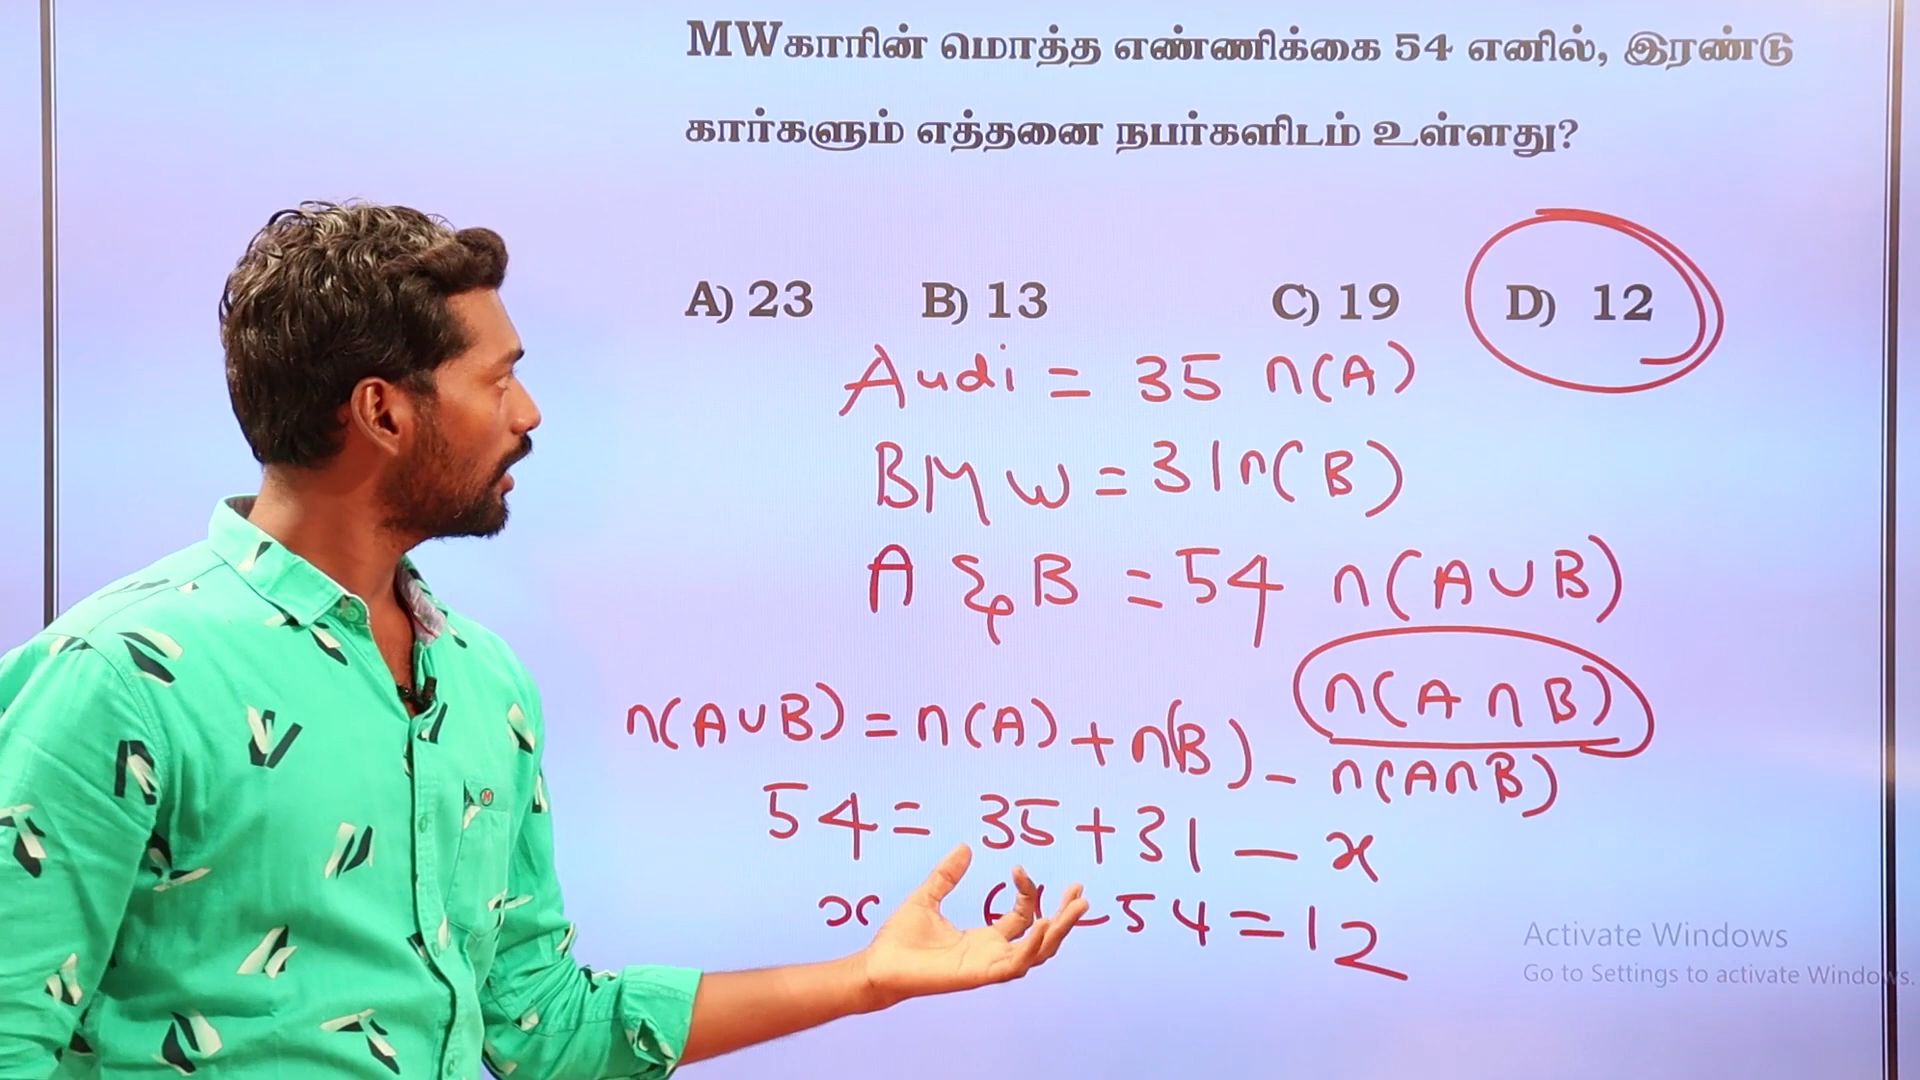 MWகாரின் மொத்த எண்ணிக்கை 54 எனில், இரண்டு
கார்களும் எத்தனை நபர்களிடம் உள்ளது?
A) 23 B) 13 C) 19 D) 12
Audi = 35 n(A)
BMW = 31 n(B)
A & B = 54 n(A∪B)
n(A∩B)
n(A∪B) = n(A) + n(B) - n(A∩B)
54 = 35 + 31 - x
x - 54 = 12
Activate Windows
Go to Settings to activate Windows.